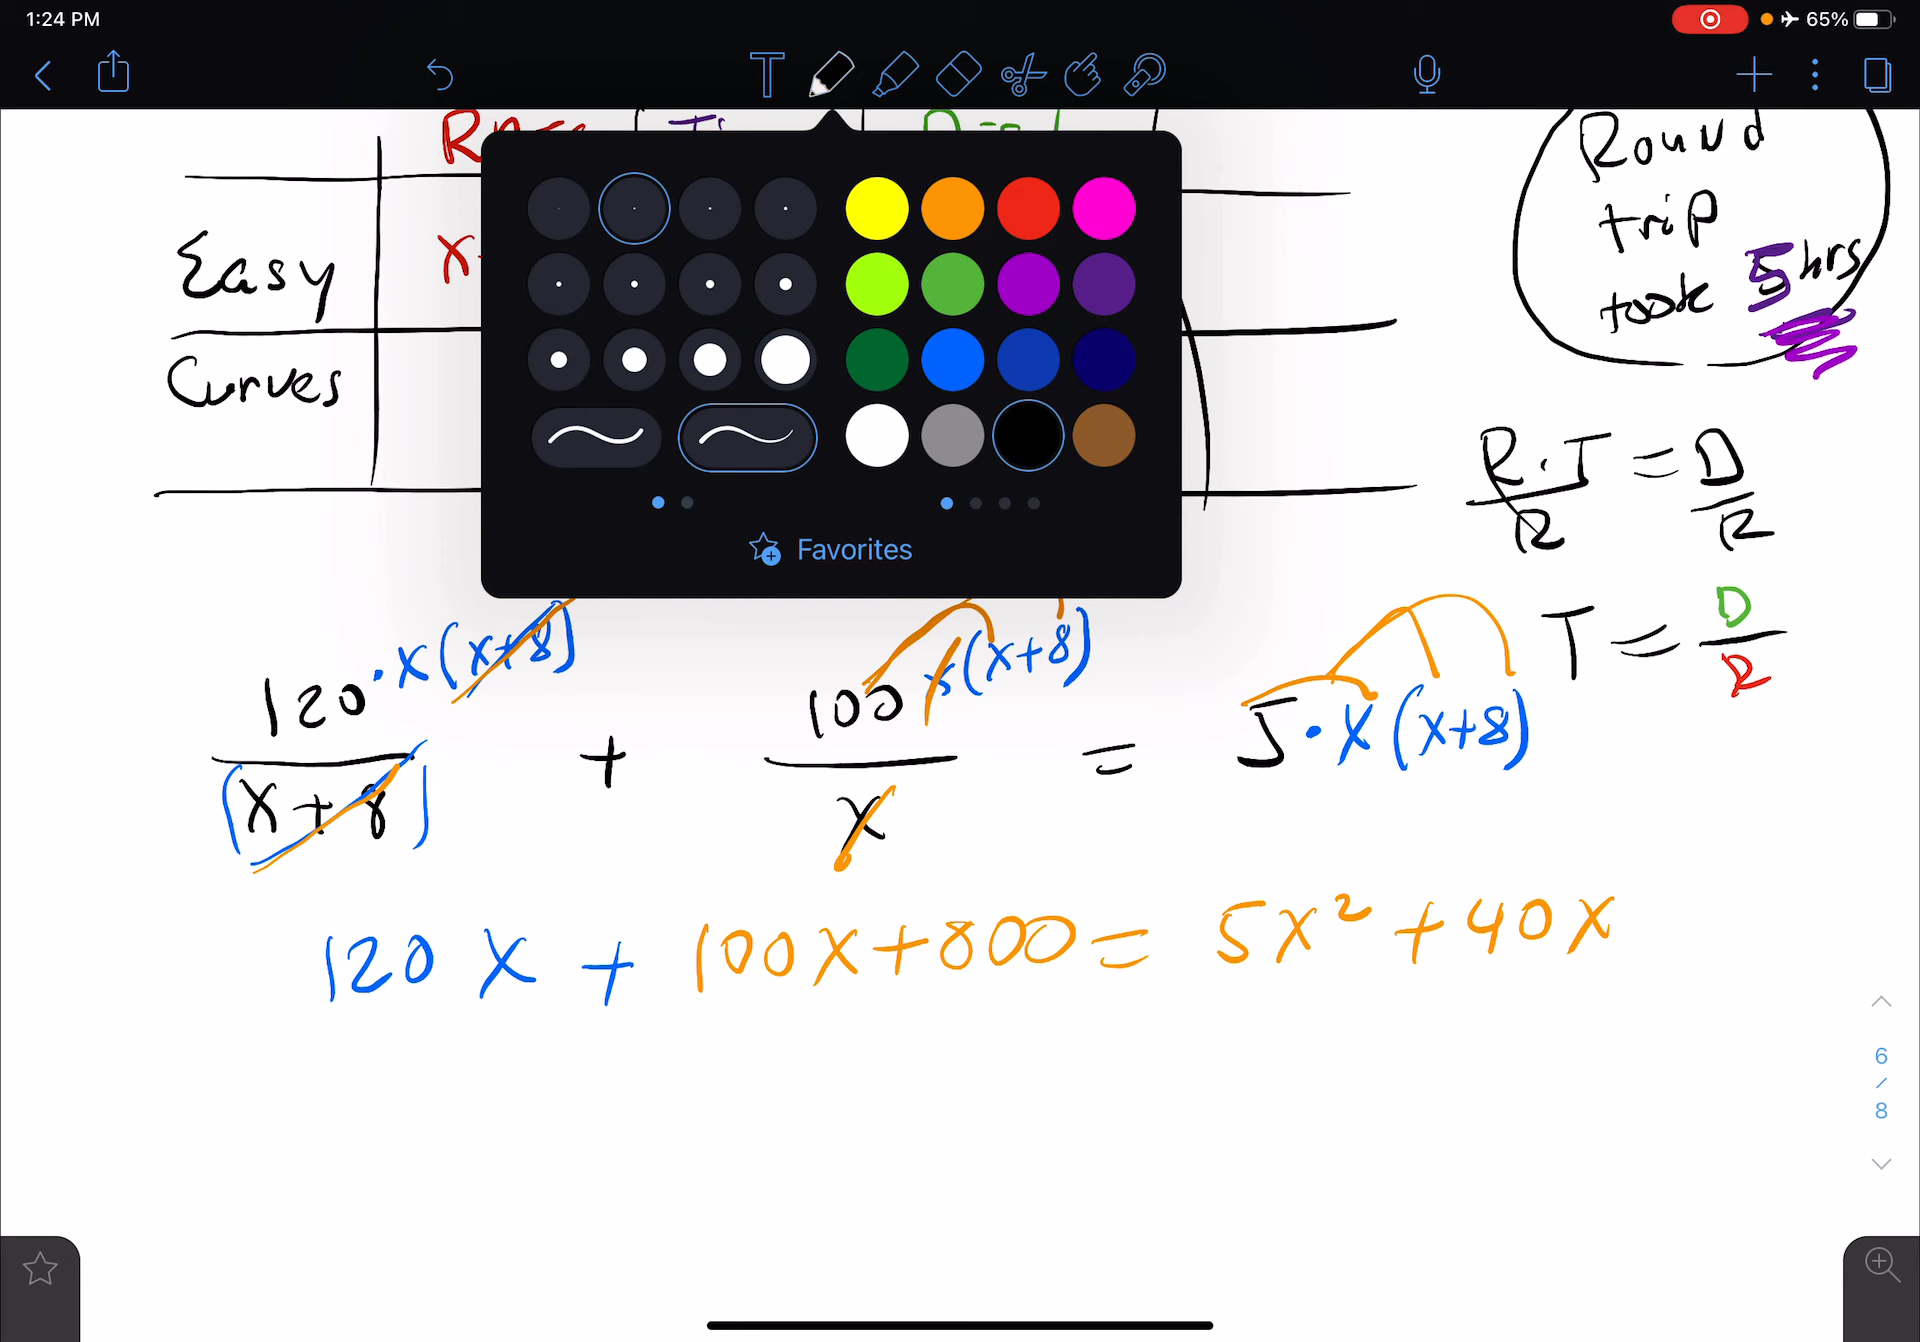 1:24 PM
65%
T
Round
trip
took 5 hrs
Easy
x
Curves
Favorites
R·T = D
R R
T = D
R
120·x(x+8) + 100x(x+8) = 5·x(x+8)
(x+8) x
120x + 100x+800 = 5x² + 40x
6
/
8